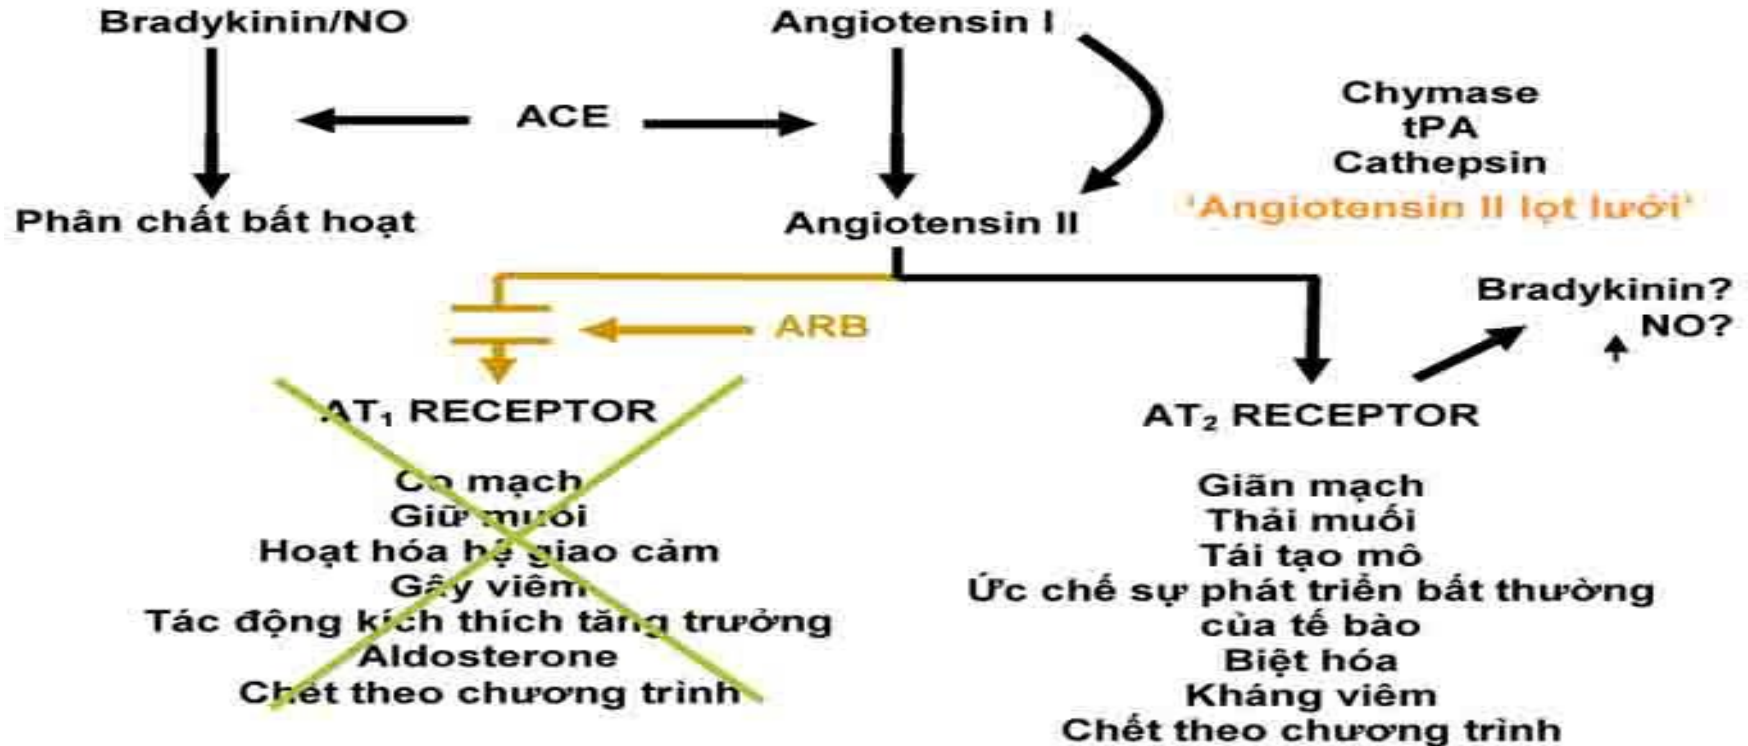 Bradykinin/NO
Angiotensin I
ACE
Chymase
tPA
Cathepsin
'Angiotensin II lọt lưới'
Phân chất bất hoạt
Angiotensin II
ARB
Bradykinin?
NO?
AT₁ RECEPTOR
Co mạch
Giữ muối
Hoạt hóa hệ giao cảm
Gây viêm
Tác động kích thích tăng trưởng
Aldosterone
Chết theo chương trình
AT₂ RECEPTOR
Giãn mạch
Thải muối
Tái tạo mô
Ức chế sự phát triển bất thường
của tế bào
Biệt hóa
Kháng viêm
Chết theo chương trình